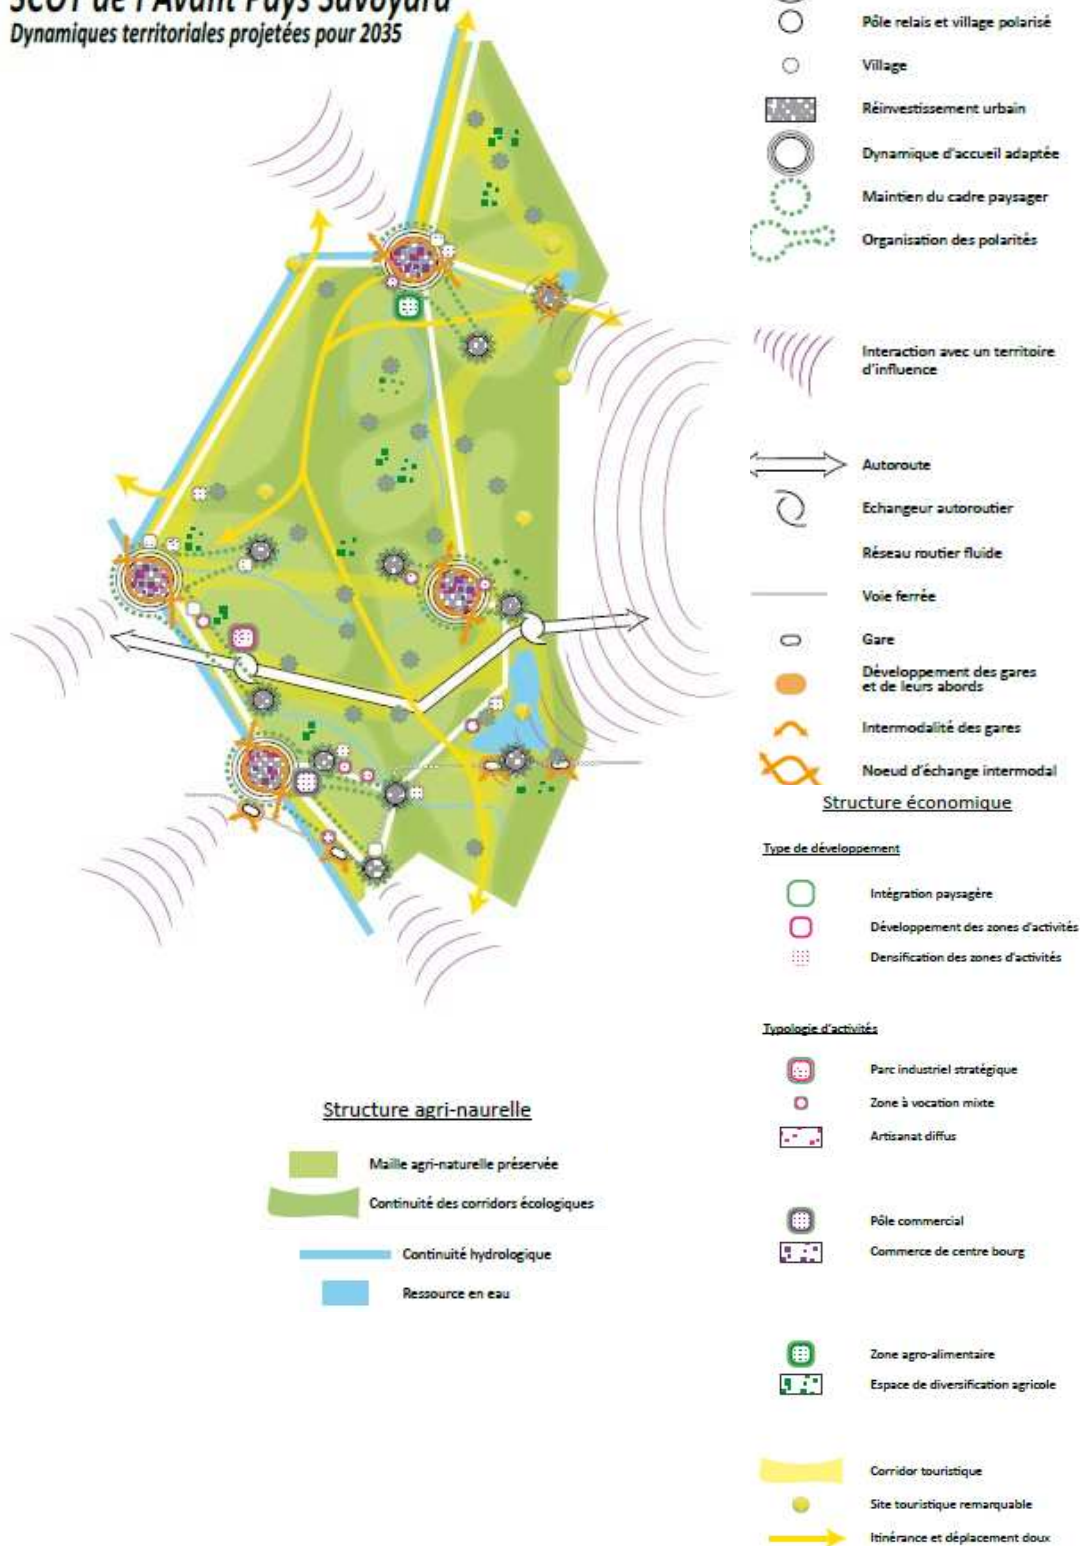 SCOT de l'Avant Pays Savoyard
Dynamiques territoriales projetées pour 2035
Pôle relais et village polarisé
Village
Réinvestissement urbain
Dynamique d'accueil adaptée
Maintien du cadre paysager
Organisation des polarités
Interaction avec un territoire
d'influence
Autoroute
Echangeur autoroutier
Réseau routier fluide
Voie ferrée
Gare
Développement des gares
et de leurs abords
Intermodalité des gares
Noeud d'échange intermodal
Structure économique
Type de développement
Intégration paysagère
Développement des zones d'activités
Densification des zones d'activités
Typologie d'activités
Parc industriel stratégique
Zone à vocation mixte
Artisanat diffus
Pôle commercial
Commerce de centre bourg
Zone agro-alimentaire
Espace de diversification agricole
Corridor touristique
Site touristique remarquable
Itinérance et déplacement doux
Structure agri-naurelle
Maille agri-naturelle préservée
Continuité des corridors écologiques
Continuité hydrologique
Ressource en eau